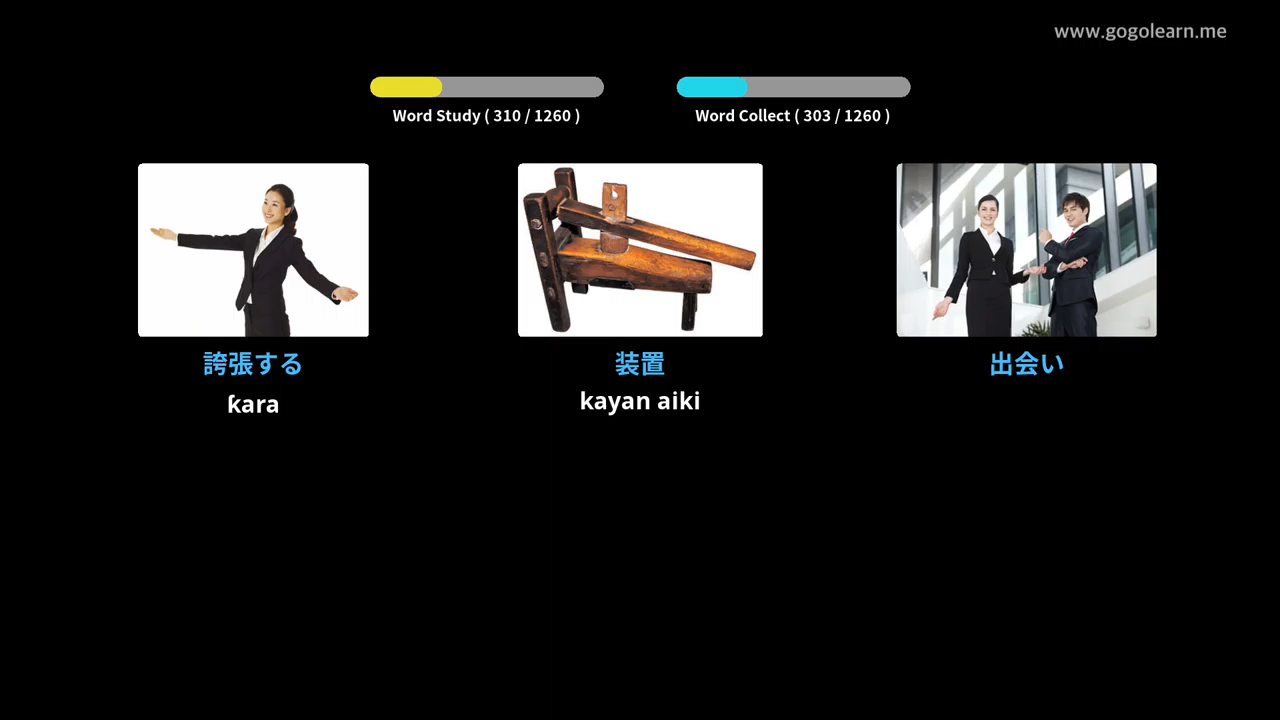 www.gogolearn.me
Word Study ( 310 / 1260 )
Word Collect ( 303 / 1260 )
誇張する
装置
出会い
ƙara
kayan aiki